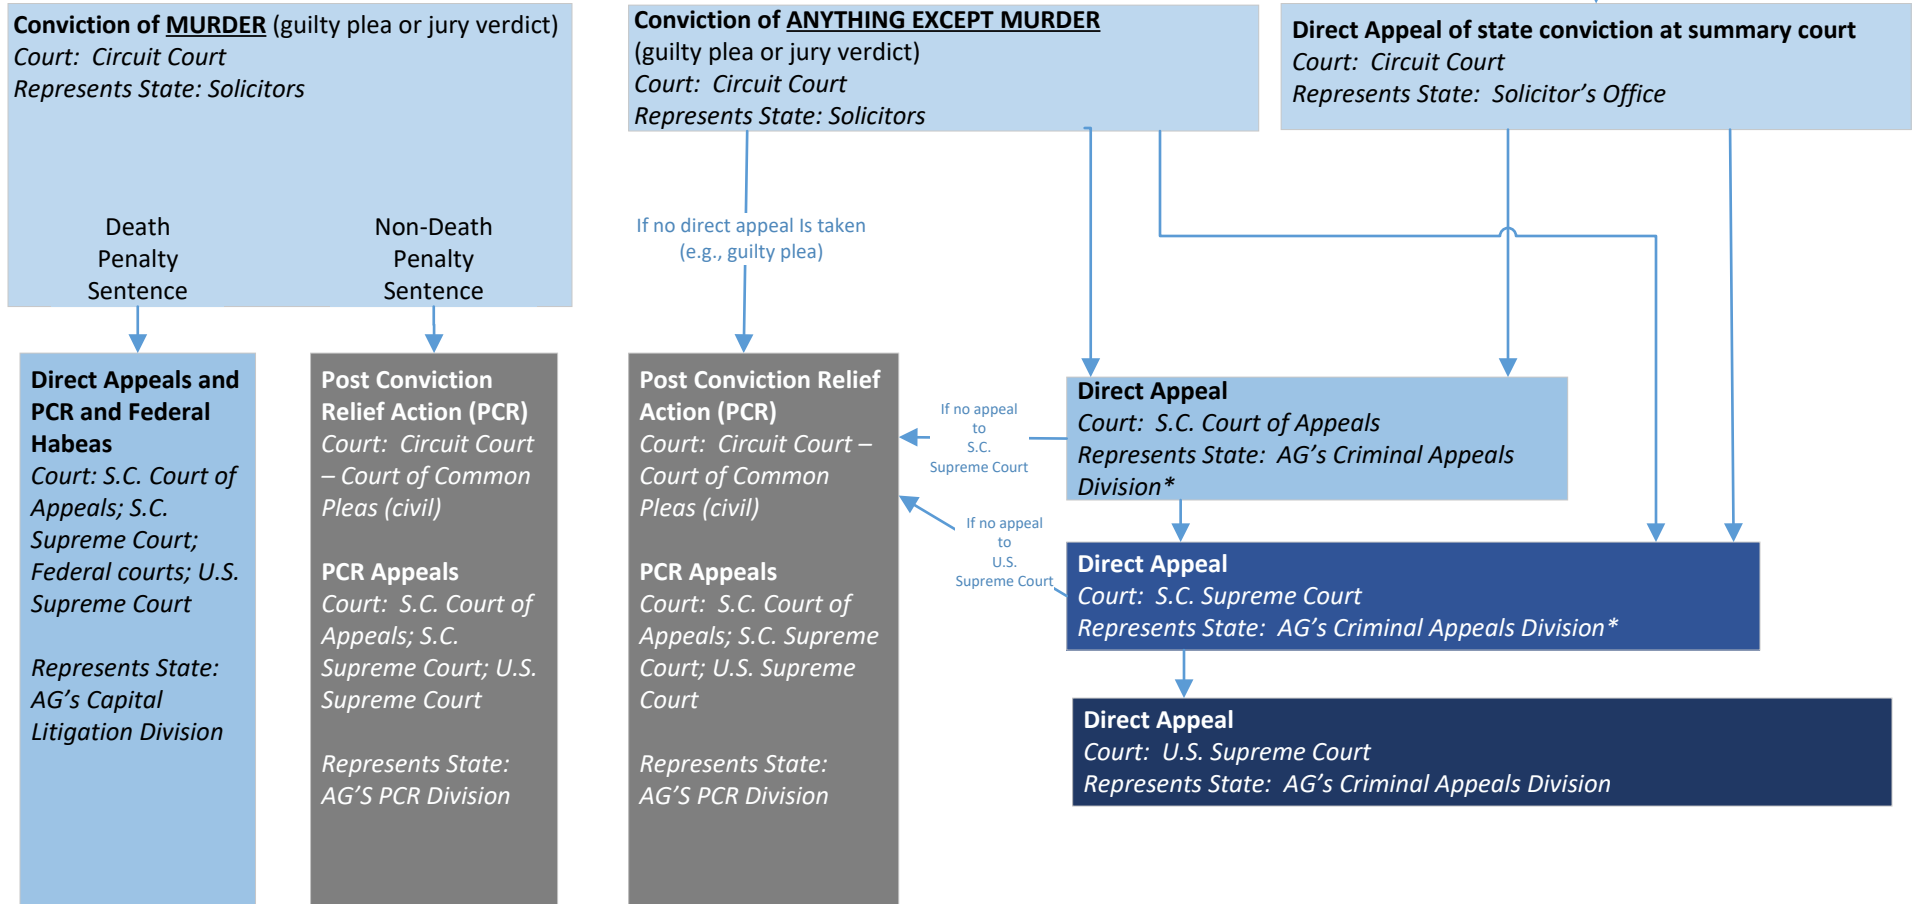 Conviction of MURDER (guilty plea or jury verdict)
Court: Circuit Court
Represents State: Solicitors
Death
Penalty
Sentence
Non-Death
Penalty
Sentence
Conviction of ANYTHING EXCEPT MURDER
(guilty plea or jury verdict)
Court: Circuit Court
Represents State: Solicitors
Direct Appeal of state conviction at summary court
Court: Circuit Court
Represents State: Solicitor’s Office
If no direct appeal Is taken
(e.g., guilty plea)
Direct Appeals and
PCR and Federal
Habeas
Court: S.C. Court of
Appeals; S.C.
Supreme Court;
Federal courts; U.S.
Supreme Court
Represents State:
AG’s Capital
Litigation Division
Post Conviction
Relief Action (PCR)
Court: Circuit Court
– Court of Common
Pleas (civil)
PCR Appeals
Court: S.C. Court of
Appeals; S.C.
Supreme Court; U.S.
Supreme Court
Represents State:
AG’S PCR Division
Post Conviction Relief
Action (PCR)
Court: Circuit Court –
Court of Common
Pleas (civil)
PCR Appeals
Court: S.C. Court of
Appeals; S.C. Supreme
Court; U.S. Supreme
Court
Represents State:
AG’S PCR Division
If no appeal
to
S.C.
Supreme Court
If no appeal
to
U.S.
Supreme Court
Direct Appeal
Court: S.C. Court of Appeals
Represents State: AG’s Criminal Appeals
Division*
Direct Appeal
Court: S.C. Supreme Court
Represents State: AG’s Criminal Appeals Division*
Direct Appeal
Court: U.S. Supreme Court
Represents State: AG’s Criminal Appeals Division